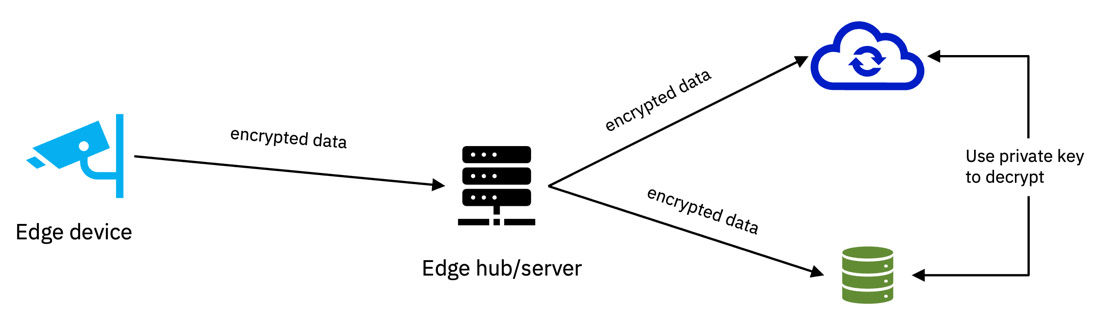 encrypted data
Edge device
Edge hub/server
encrypted data
encrypted data
Use private key
to decrypt